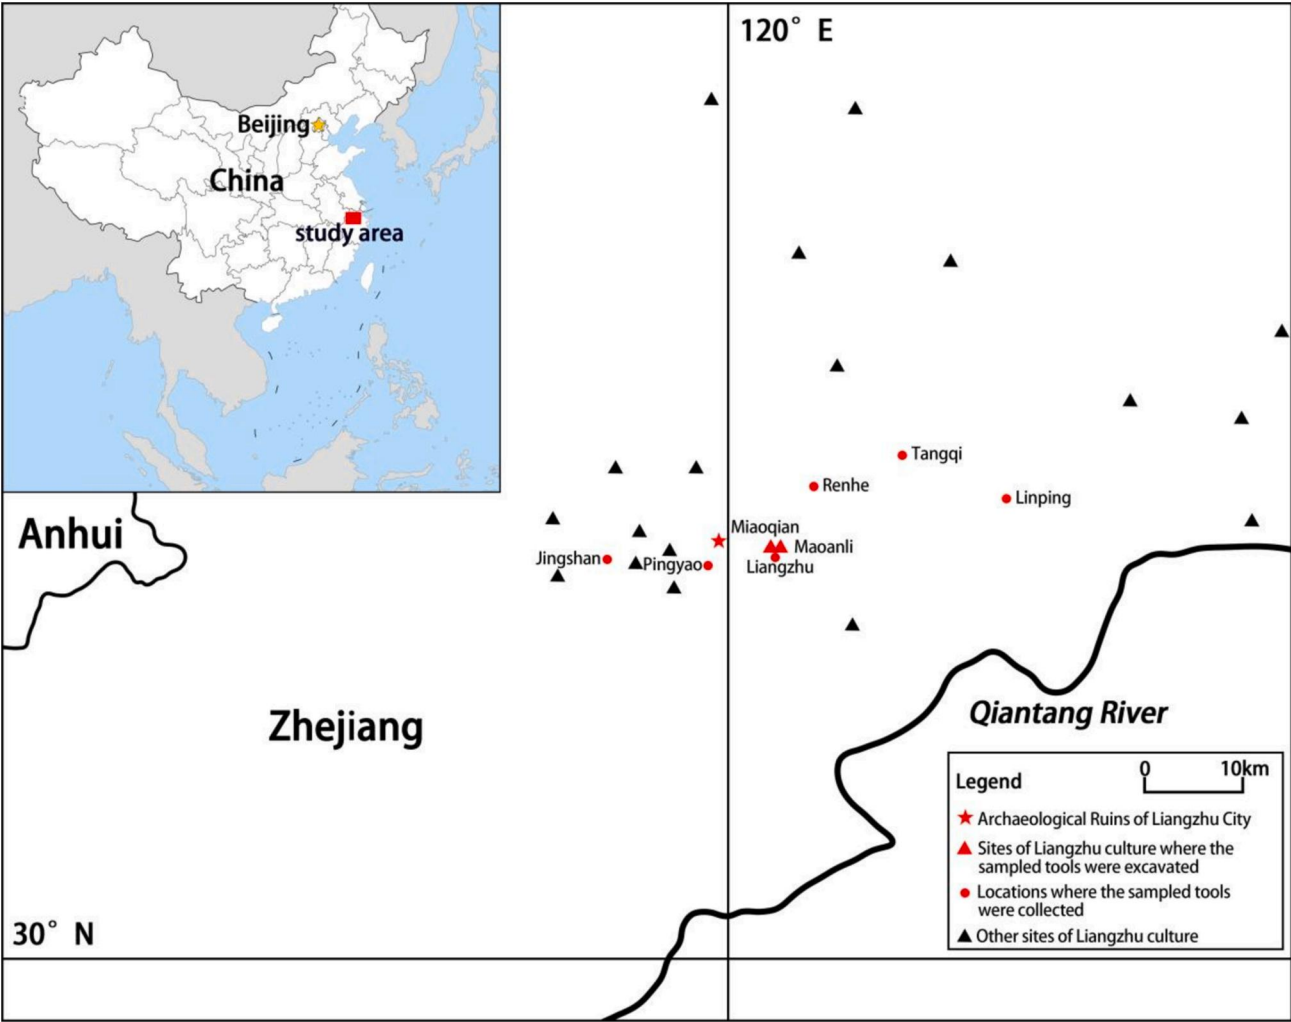 120° E
Beijing
China
study area
Tangqi
Renhe
Linping
Anhui
Miaoqian
Maoanli
Jingshan
Pingyao
Liangzhu
Zhejiang
Qiantang River
Legend
0 10km
Archaeological Ruins of Liangzhu City
Sites of Liangzhu culture where the
sampled tools were excavated
Locations where the sampled tools
were collected
Other sites of Liangzhu culture
30° N